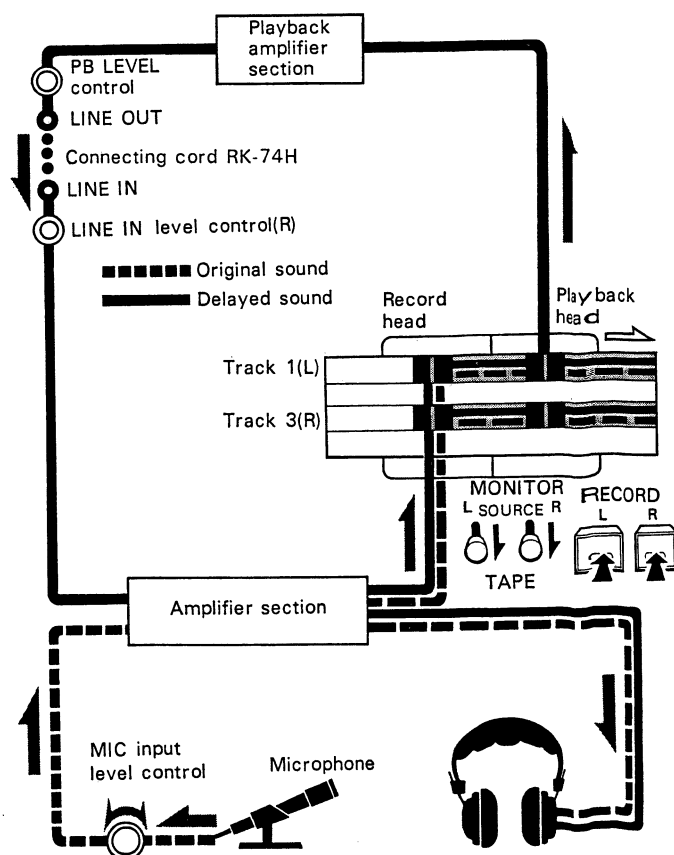 Playback
amplifier
section
PB LEVEL
control
LINE OUT
Connecting cord RK-74H
LINE IN
LINE IN level control(R)
Original sound
Delayed sound
Record
head
Playback
head
Track 1(L)
Track 3(R)
MONITOR
L SOURCE R
TAPE
RECORD
L R
Amplifier section
MIC input
level control
Microphone